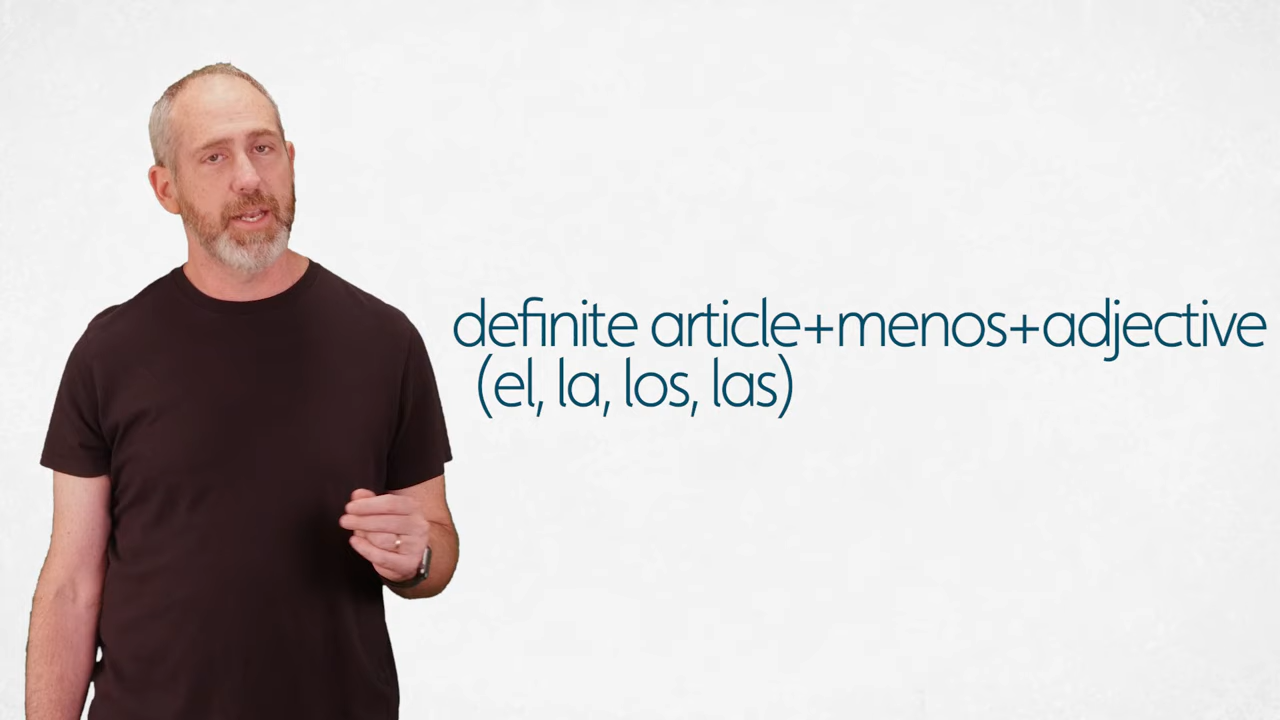 definite article+menos+adjective
(el, la, los, las)